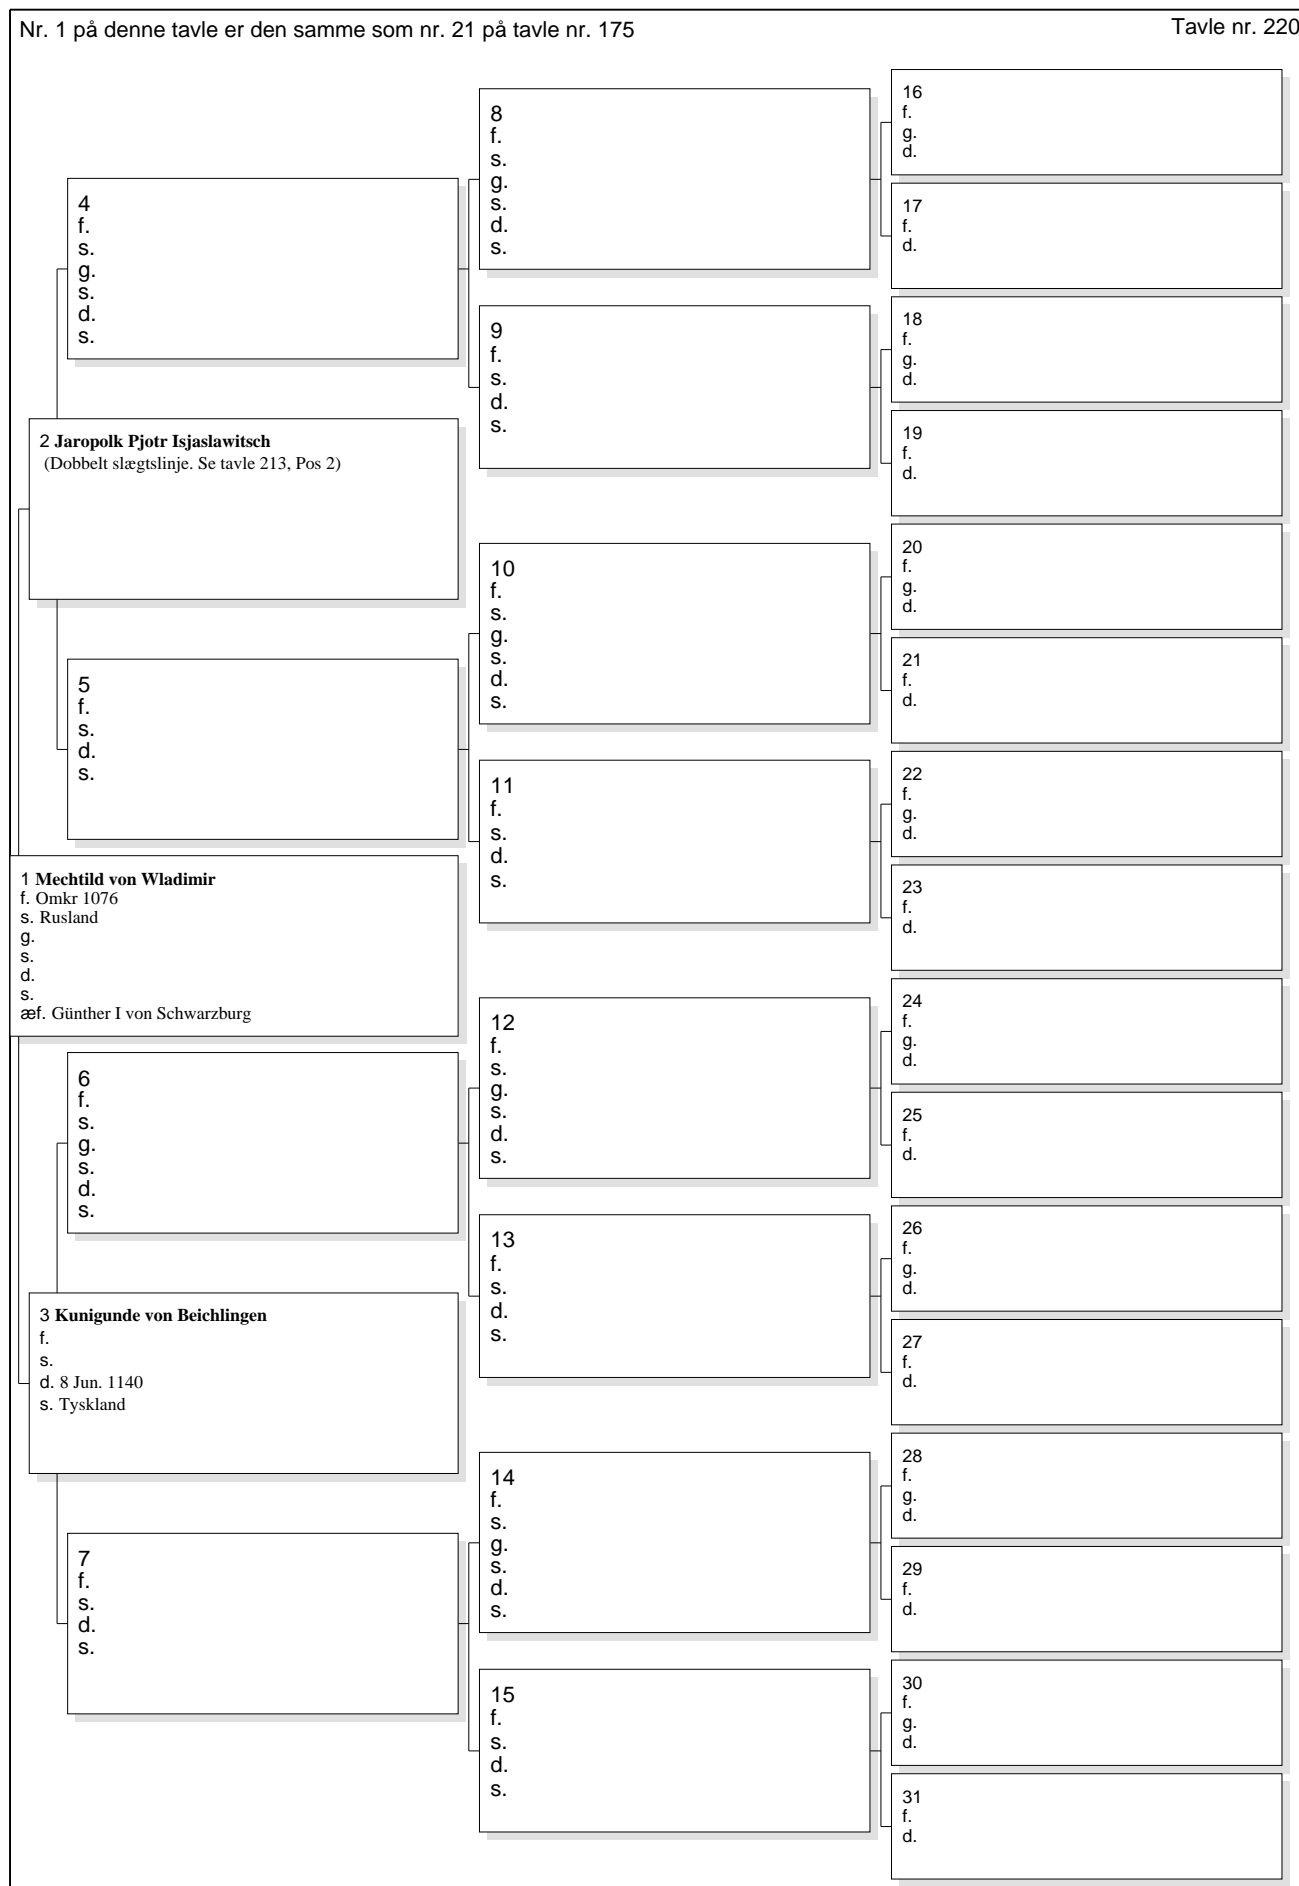 Nr. 1 på denne tavle er den samme som nr. 21 på tavle nr. 175
Tavle nr. 220
1 Mechtild von Wladimir
f. Omkr 1076
s. Rusland
g.
s.
d.
s.
æf. Günther I von Schwarzburg
2 Jaropolk Pjotr Isjaslawitsch
(Dobbelt slægtslinje. Se tavle 213, Pos 2)
3 Kunigunde von Beichlingen
f.
s.
d. 8 Jun. 1140
s. Tyskland
4
f.
s.
g.
s.
d.
s.
5
f.
s.
d.
s.
6
f.
s.
g.
s.
d.
s.
7
f.
s.
d.
s.
8
f.
s.
g.
s.
d.
s.
9
f.
s.
d.
s.
10
f.
s.
g.
s.
d.
s.
11
f.
s.
d.
s.
12
f.
s.
g.
s.
d.
s.
13
f.
s.
d.
s.
14
f.
s.
g.
s.
d.
s.
15
f.
s.
d.
s.
16
f.
g.
d.
17
f.
d.
18
f.
g.
d.
19
f.
d.
20
f.
g.
d.
21
f.
d.
22
f.
g.
d.
23
f.
d.
24
f.
g.
d.
25
f.
d.
26
f.
g.
d.
27
f.
d.
28
f.
g.
d.
29
f.
d.
30
f.
g.
d.
31
f.
d.